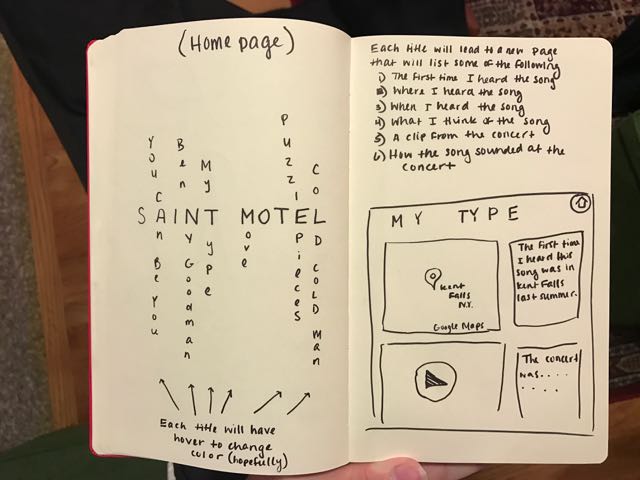 (Home page)
You CAn Be You
BenNY Goodman
My Type
Move
PuzzlE Pieces
CoLD COLD Man
SAINT MOTEL
Each title will have
hover to change
color (hopefully)
Each title will lead to a new page
that will list some of the following
1) The first time I heard the song
2) Where I heard the song
3) When I heard the song
4) What I think of the song
5) A clip from the concert
6) How the song sounded at the
concert
MY TYPE
Kent
Falls
N.Y.
Google Maps
The first time
I heard this
song was in
Kent Falls
last summer.
The concert
was. . . . .
. . . . .